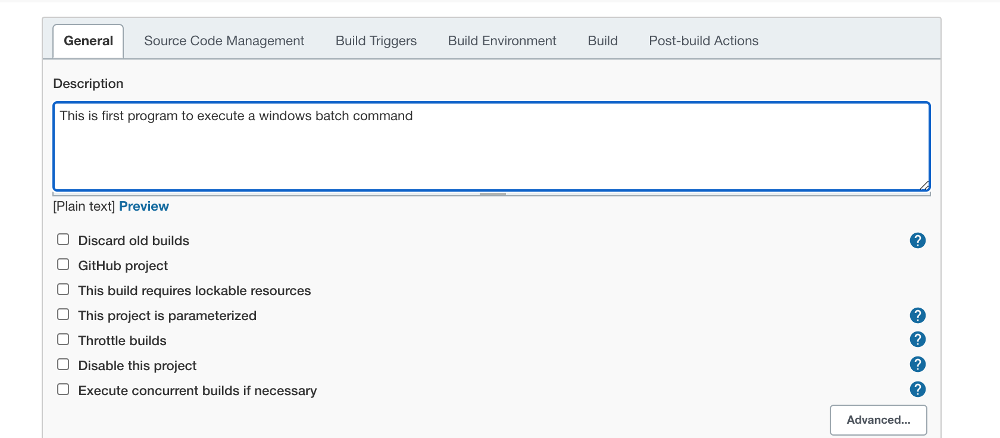 General Source Code Management Build Triggers Build Environment Build Post-build Actions
Description
This is first program to execute a windows batch command
[Plain text] Preview
Discard old builds ?
GitHub project
This build requires lockable resources
This project is parameterized ?
Throttle builds ?
Disable this project ?
Execute concurrent builds if necessary ?
Advanced...